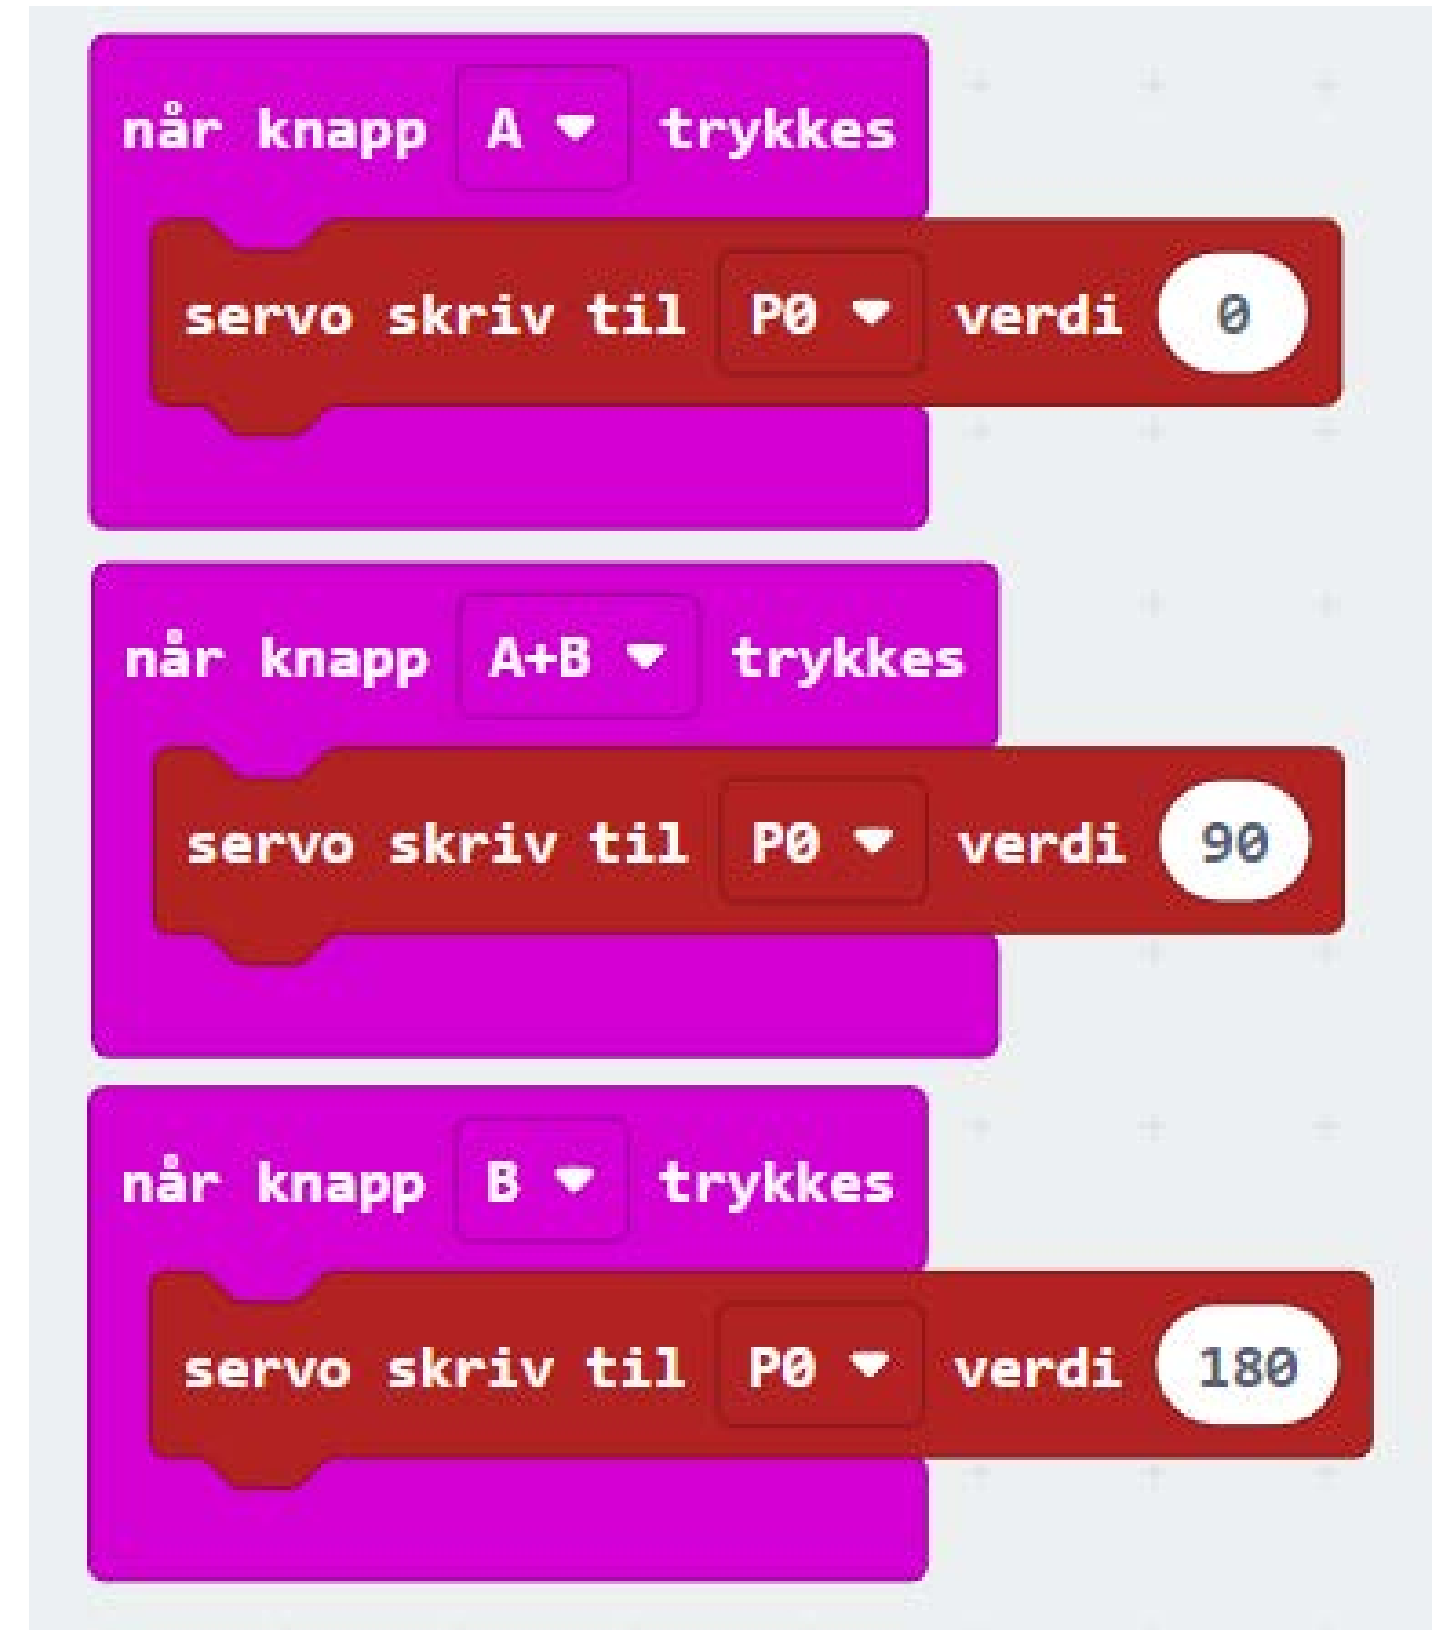 når knapp A trykkes
servo skriv til P0 verdi 0
når knapp A+B trykkes
servo skriv til P0 verdi 90
når knapp B trykkes
servo skriv til P0 verdi 180